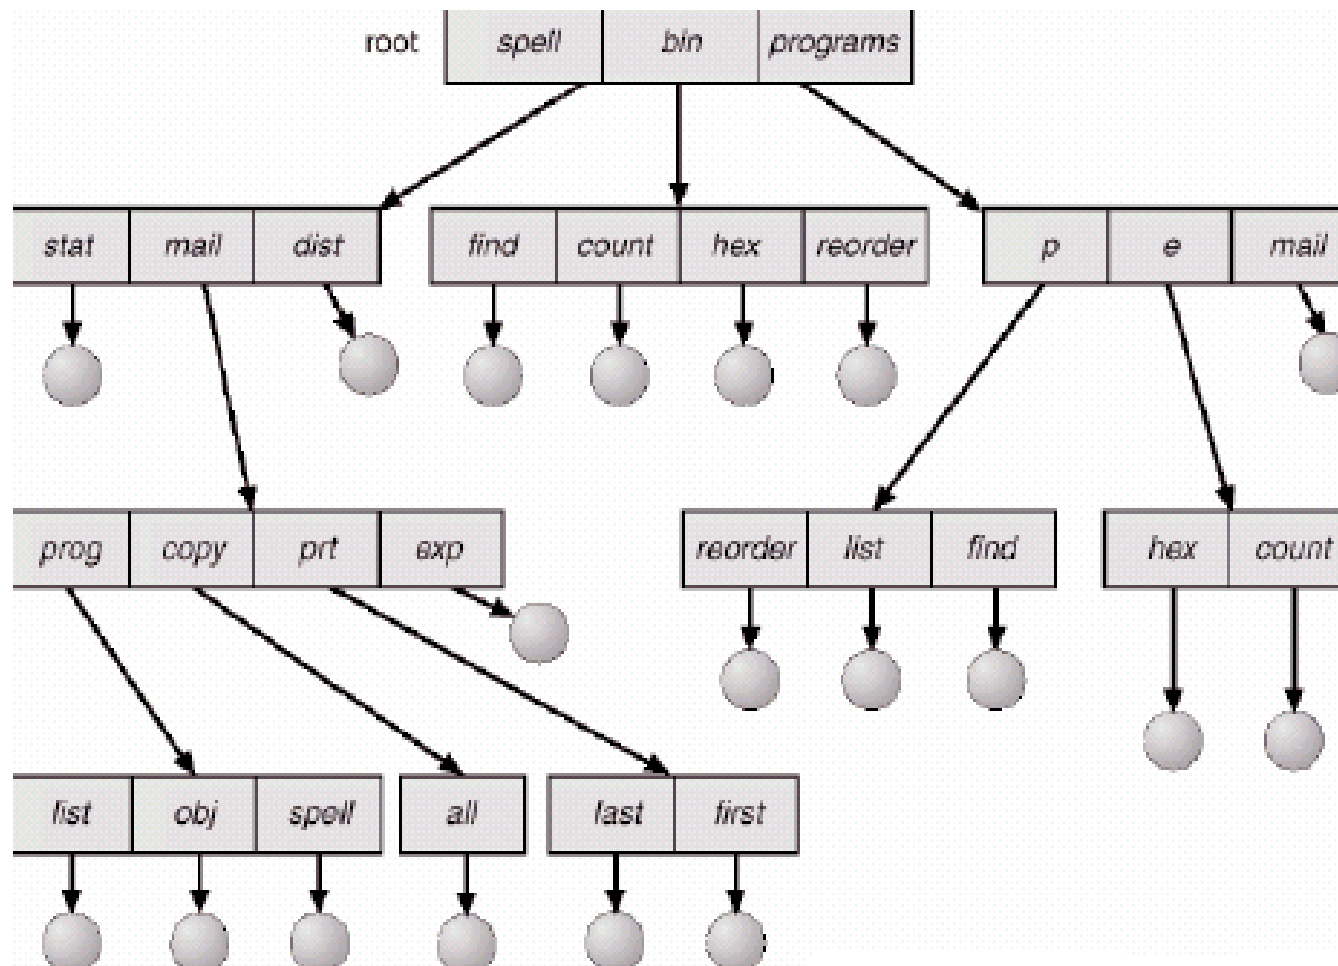 root spell bin programs
stat mail dist find count hex reorder p e mail
prog copy prt exp reorder list find hex count
list obj spell all last first